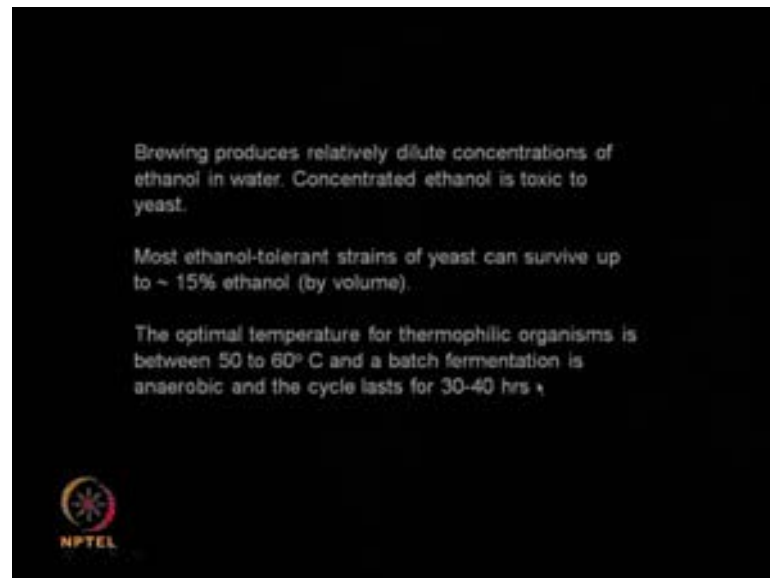 Brewing produces relatively dilute concentrations of
ethanol in water. Concentrated ethanol is toxic to
yeast.
Most ethanol-tolerant strains of yeast can survive up
to ~ 15% ethanol (by volume).
The optimal temperature for thermophilic organisms is
between 50 to 60º C and a batch fermentation is
anaerobic and the cycle lasts for 30-40 hrs
NPTEL